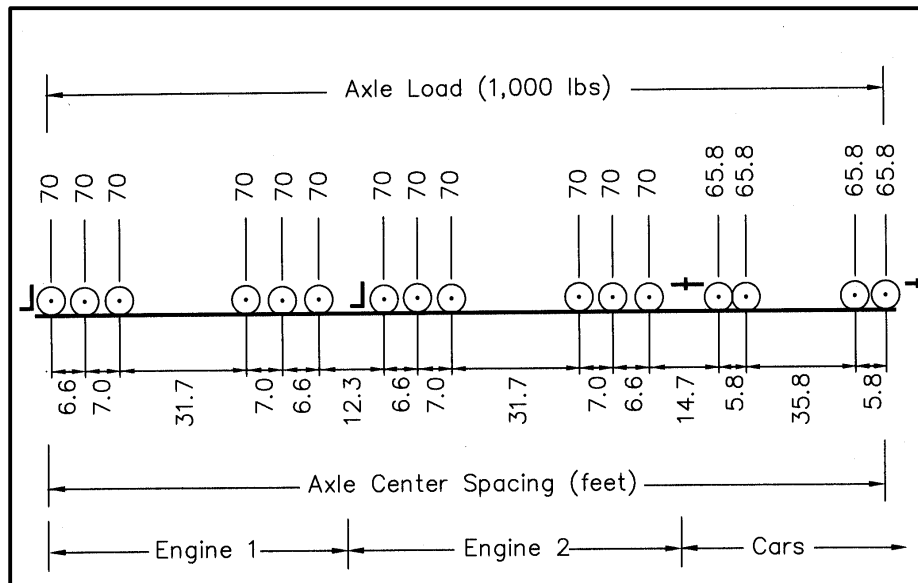 Axle Load (1,000 lbs)
70 70 70 70 70 70 70 70 70 70 70 70 65.8 65.8 65.8 65.8
6.6 7.0 31.7 7.0 6.6 12.3 6.6 7.0 31.7 7.0 6.6 14.7 5.8 35.8 5.8
Axle Center Spacing (feet)
Engine 1 Engine 2 Cars